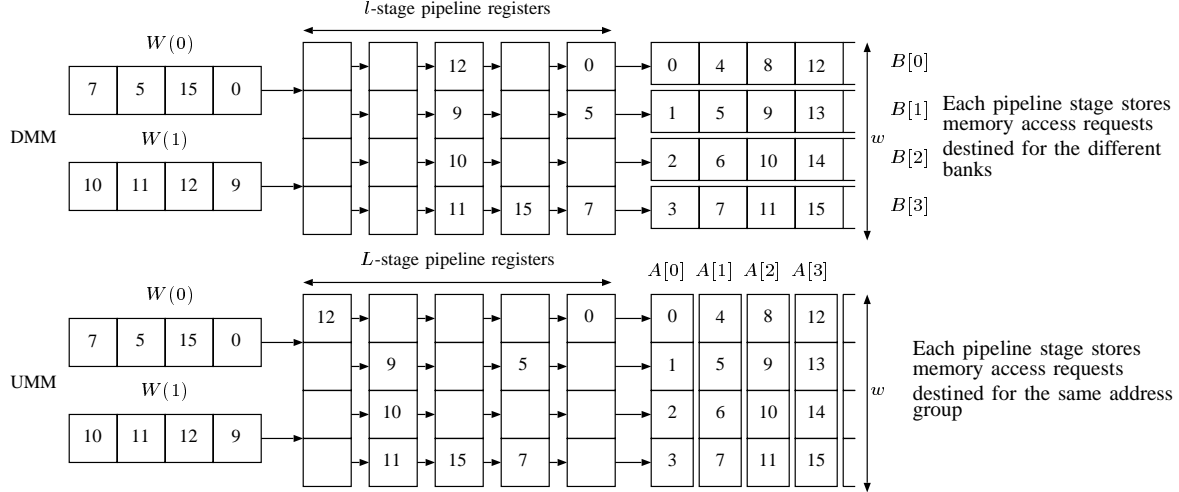 l-stage pipeline registers
W(0)
7 5 15 0
W(1)
10 11 12 9
DMM
12 0
9 5
10
11 15 7
0 4 8 12
1 5 9 13
2 6 10 14
3 7 11 15
w
B[0]
B[1]
B[2]
B[3]
Each pipeline stage stores
memory access requests
destined for the different
banks
L-stage pipeline registers
A[0] A[1] A[2] A[3]
W(0)
7 5 15 0
W(1)
10 11 12 9
UMM
12 0
9 5
10
11 15 7
0 4 8 12
1 5 9 13
2 6 10 14
3 7 11 15
w
Each pipeline stage stores
memory access requests
destined for the same address
group